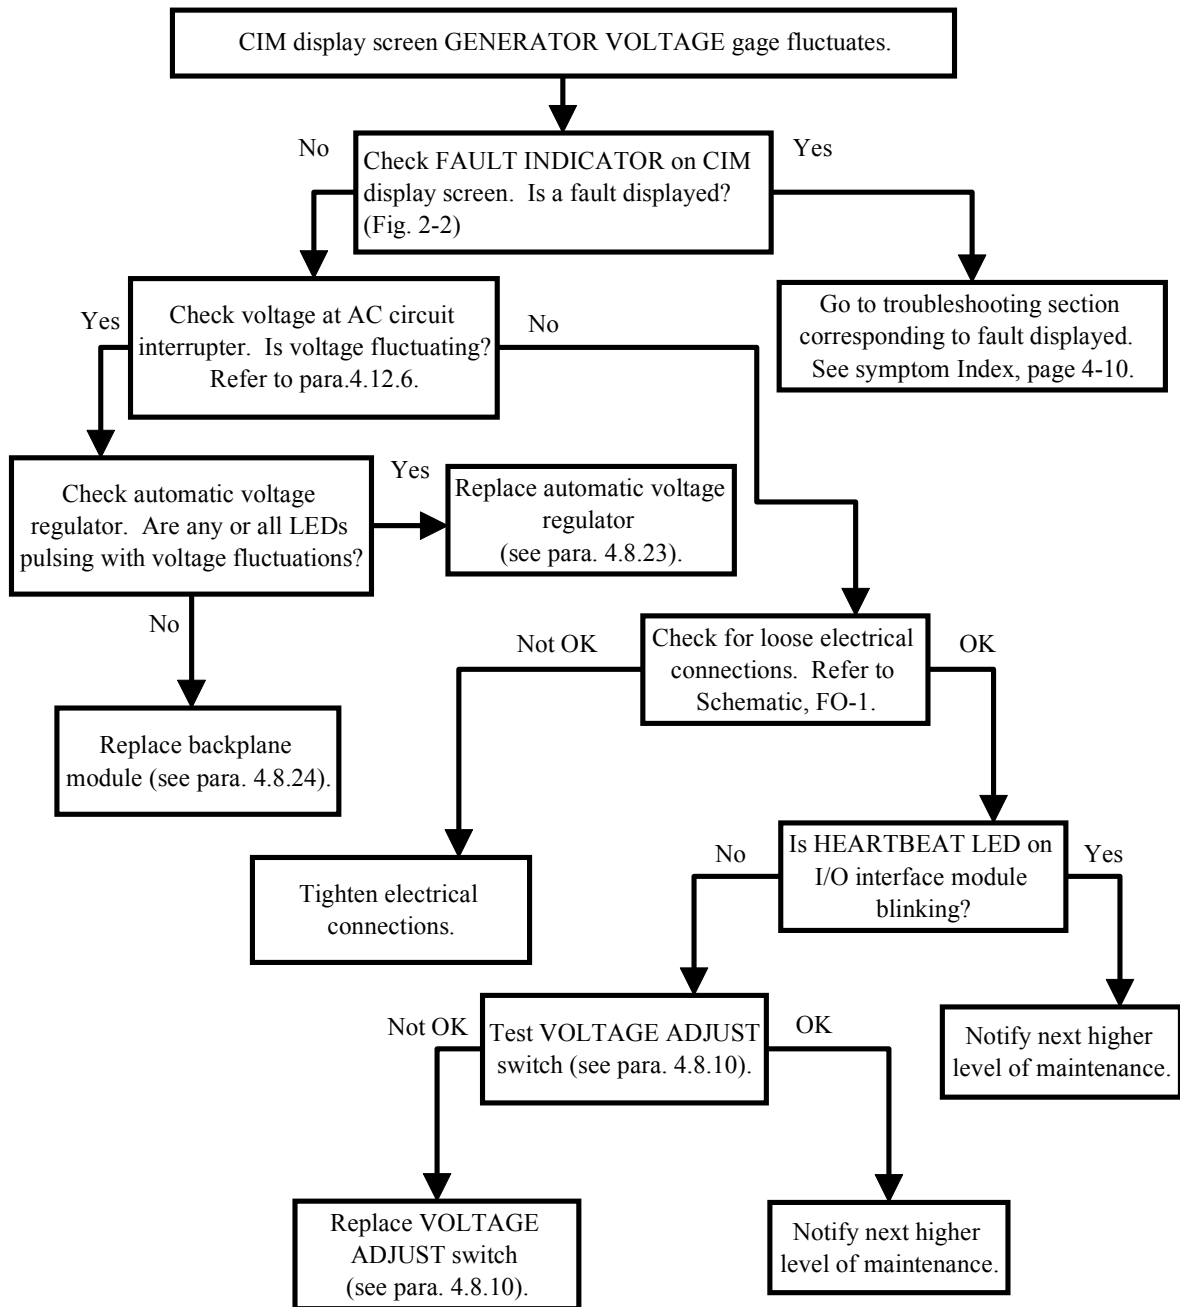 CIM display screen GENERATOR VOLTAGE gage fluctuates.
No
Check FAULT INDICATOR on CIM
display screen. Is a fault displayed?
(Fig. 2-2)
Yes
Yes
Check voltage at AC circuit
interrupter. Is voltage fluctuating?
Refer to para.4.12.6.
No
Go to troubleshooting section
corresponding to fault displayed.
See symptom Index, page 4-10.
Check automatic voltage
regulator. Are any or all LEDs
pulsing with voltage fluctuations?
Yes
Replace automatic voltage
regulator
(see para. 4.8.23).
No
Not OK
Check for loose electrical
connections. Refer to
Schematic, FO-1.
OK
Replace backplane
module (see para. 4.8.24).
Tighten electrical
connections.
No
Is HEARTBEAT LED on
I/O interface module
blinking?
Yes
Not OK
Test VOLTAGE ADJUST
switch (see para. 4.8.10).
OK
Notify next higher
level of maintenance.
Replace VOLTAGE
ADJUST switch
(see para. 4.8.10).
Notify next higher
level of maintenance.